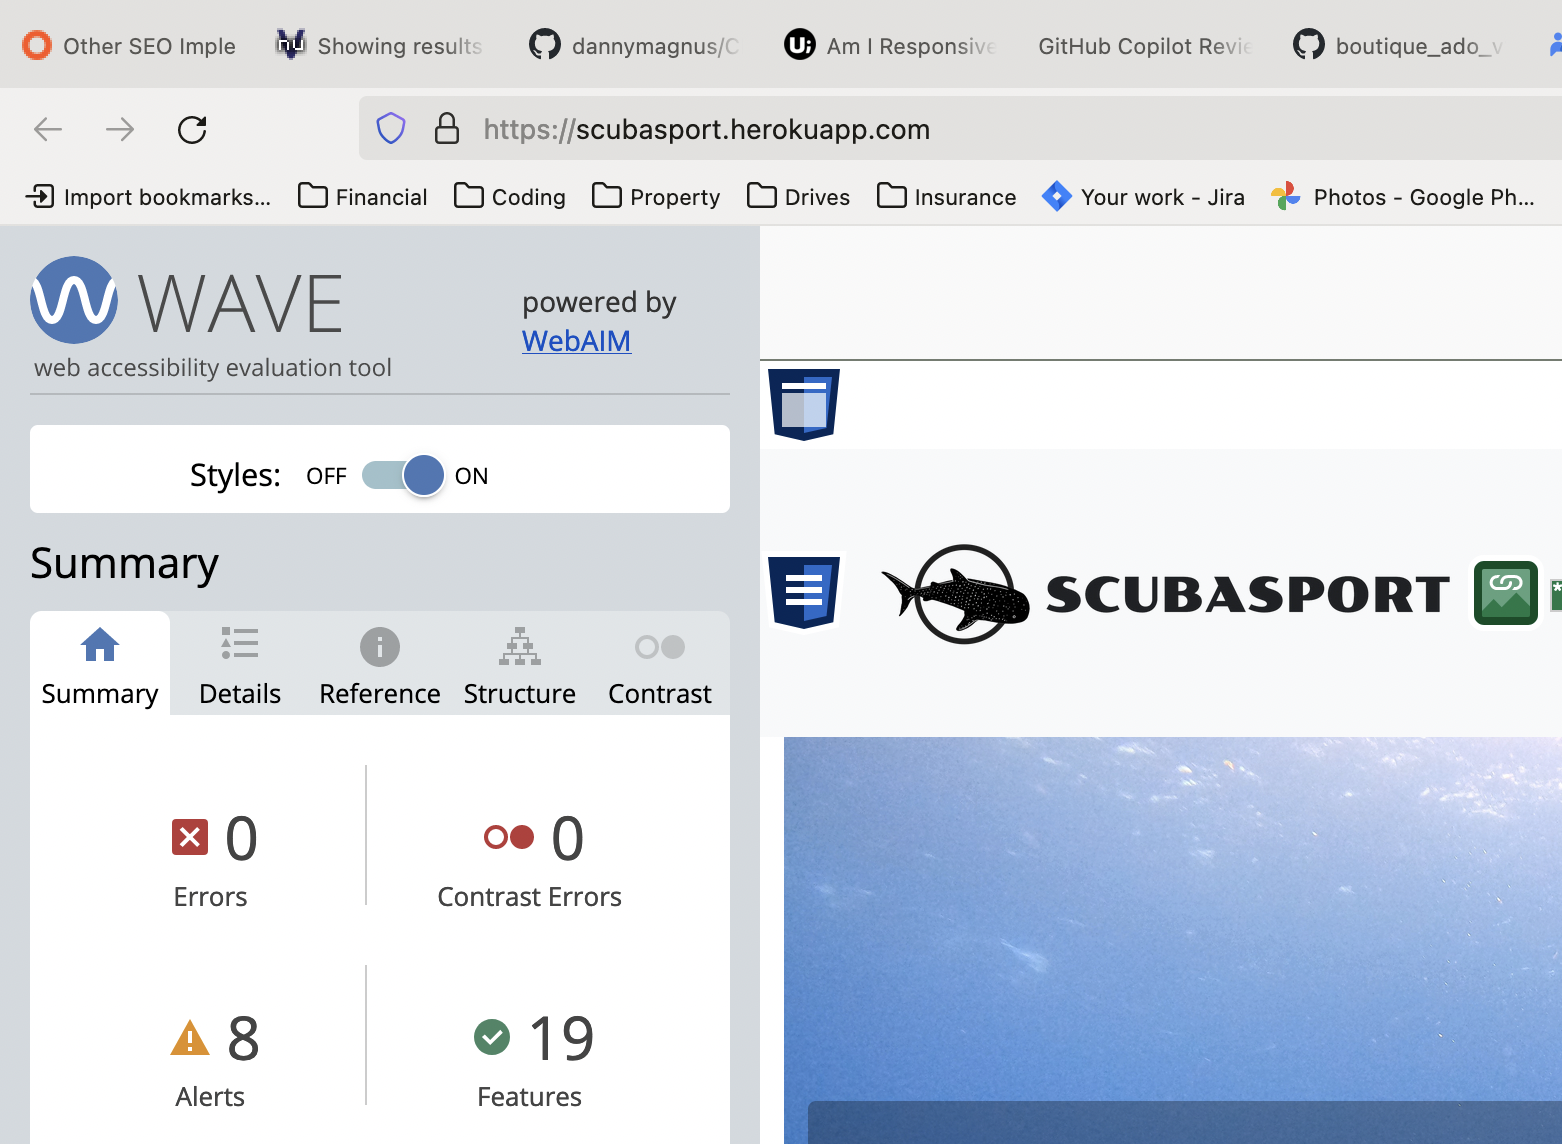 Other SEO Imple
Showing results
dannymagnus/C
Am I Responsive
GitHub Copilot Revie
boutique_ado_v
https://scubasport.herokuapp.com
Import bookmarks...
Financial
Coding
Property
Drives
Insurance
Your work - Jira
Photos - Google Ph...
WAVE
powered by
WebAIM
web accessibility evaluation tool
Styles: OFF ON
Summary
Summary
Details
Reference
Structure
Contrast
0
Errors
0
Contrast Errors
8
Alerts
19
Features
SCUBASPORT